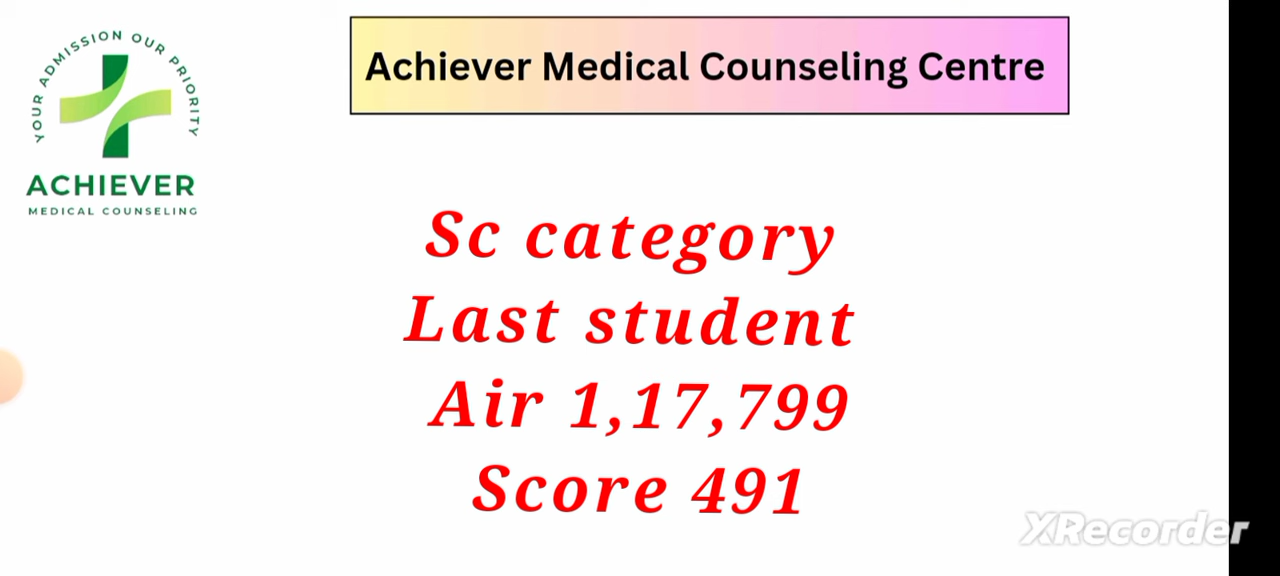 YOUR ADMISSION OUR PRIORITY
ACHIEVER
MEDICAL COUNSELING
Achiever Medical Counseling Centre
Sc category
Last student
Air 1,17,799
Score 491
XRecorder